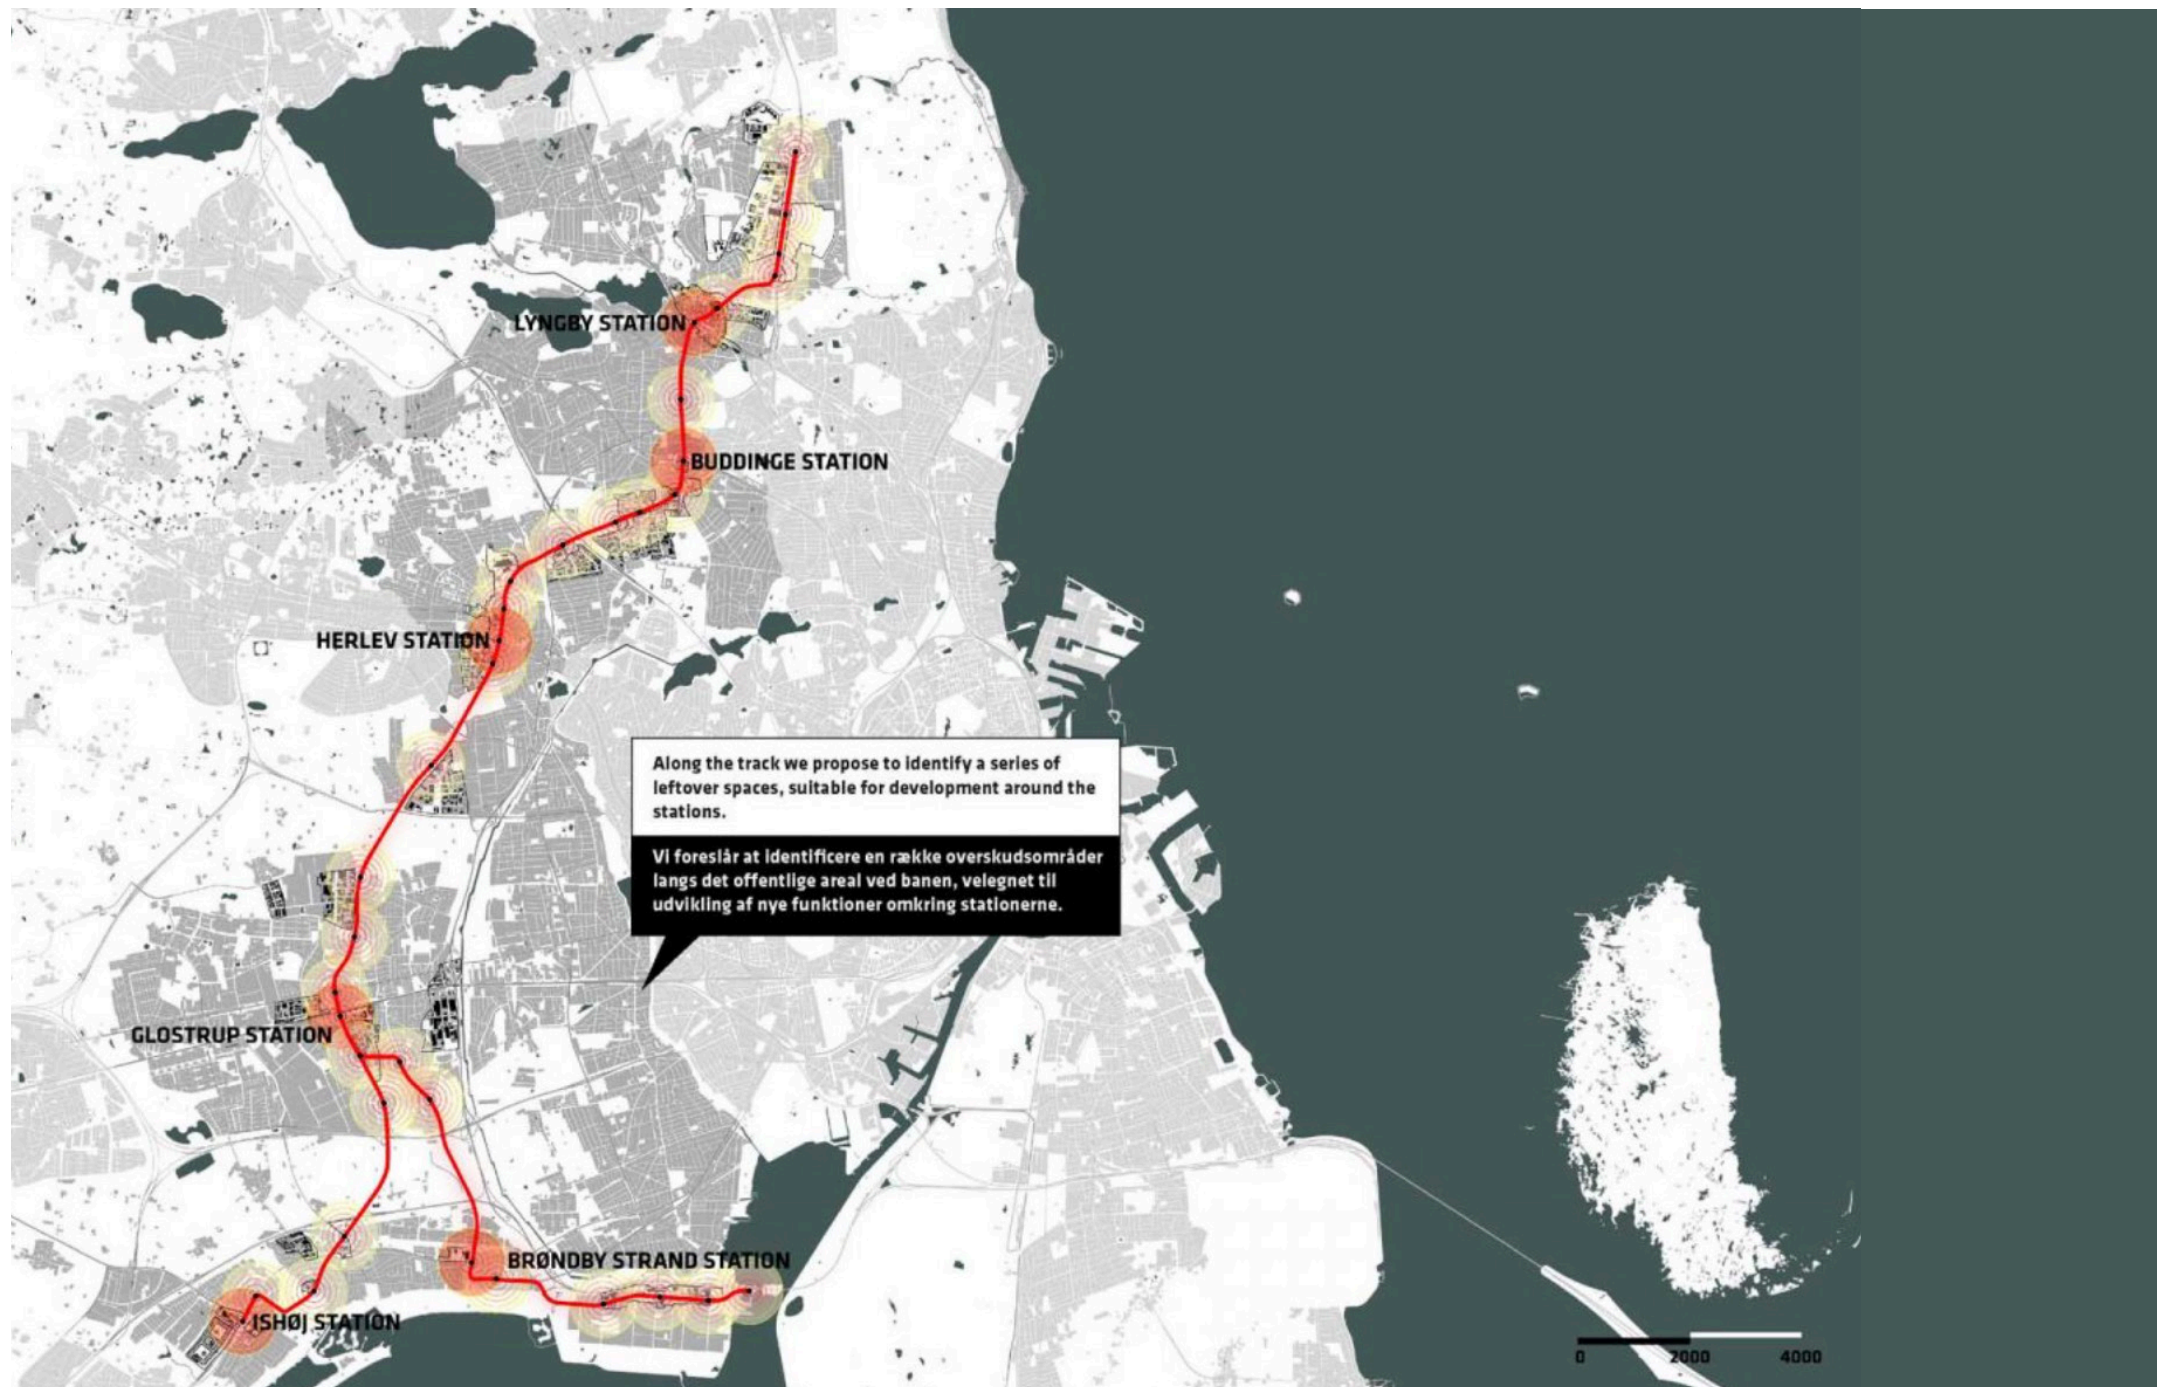 LYNGBY STATION
BUDDINGE STATION
HERLEV STATION
Along the track we propose to identify a series of
leftover spaces, suitable for development around the
stations.
Vi foreslår at identificere en række overskudsområder
langs det offentlige areal ved banen, velegnet til
udvikling af nye funktioner omkring stationerne.
GLOSTRUP STATION
BRØNDBY STRAND STATION
ISHØJ STATION
0 2000 4000